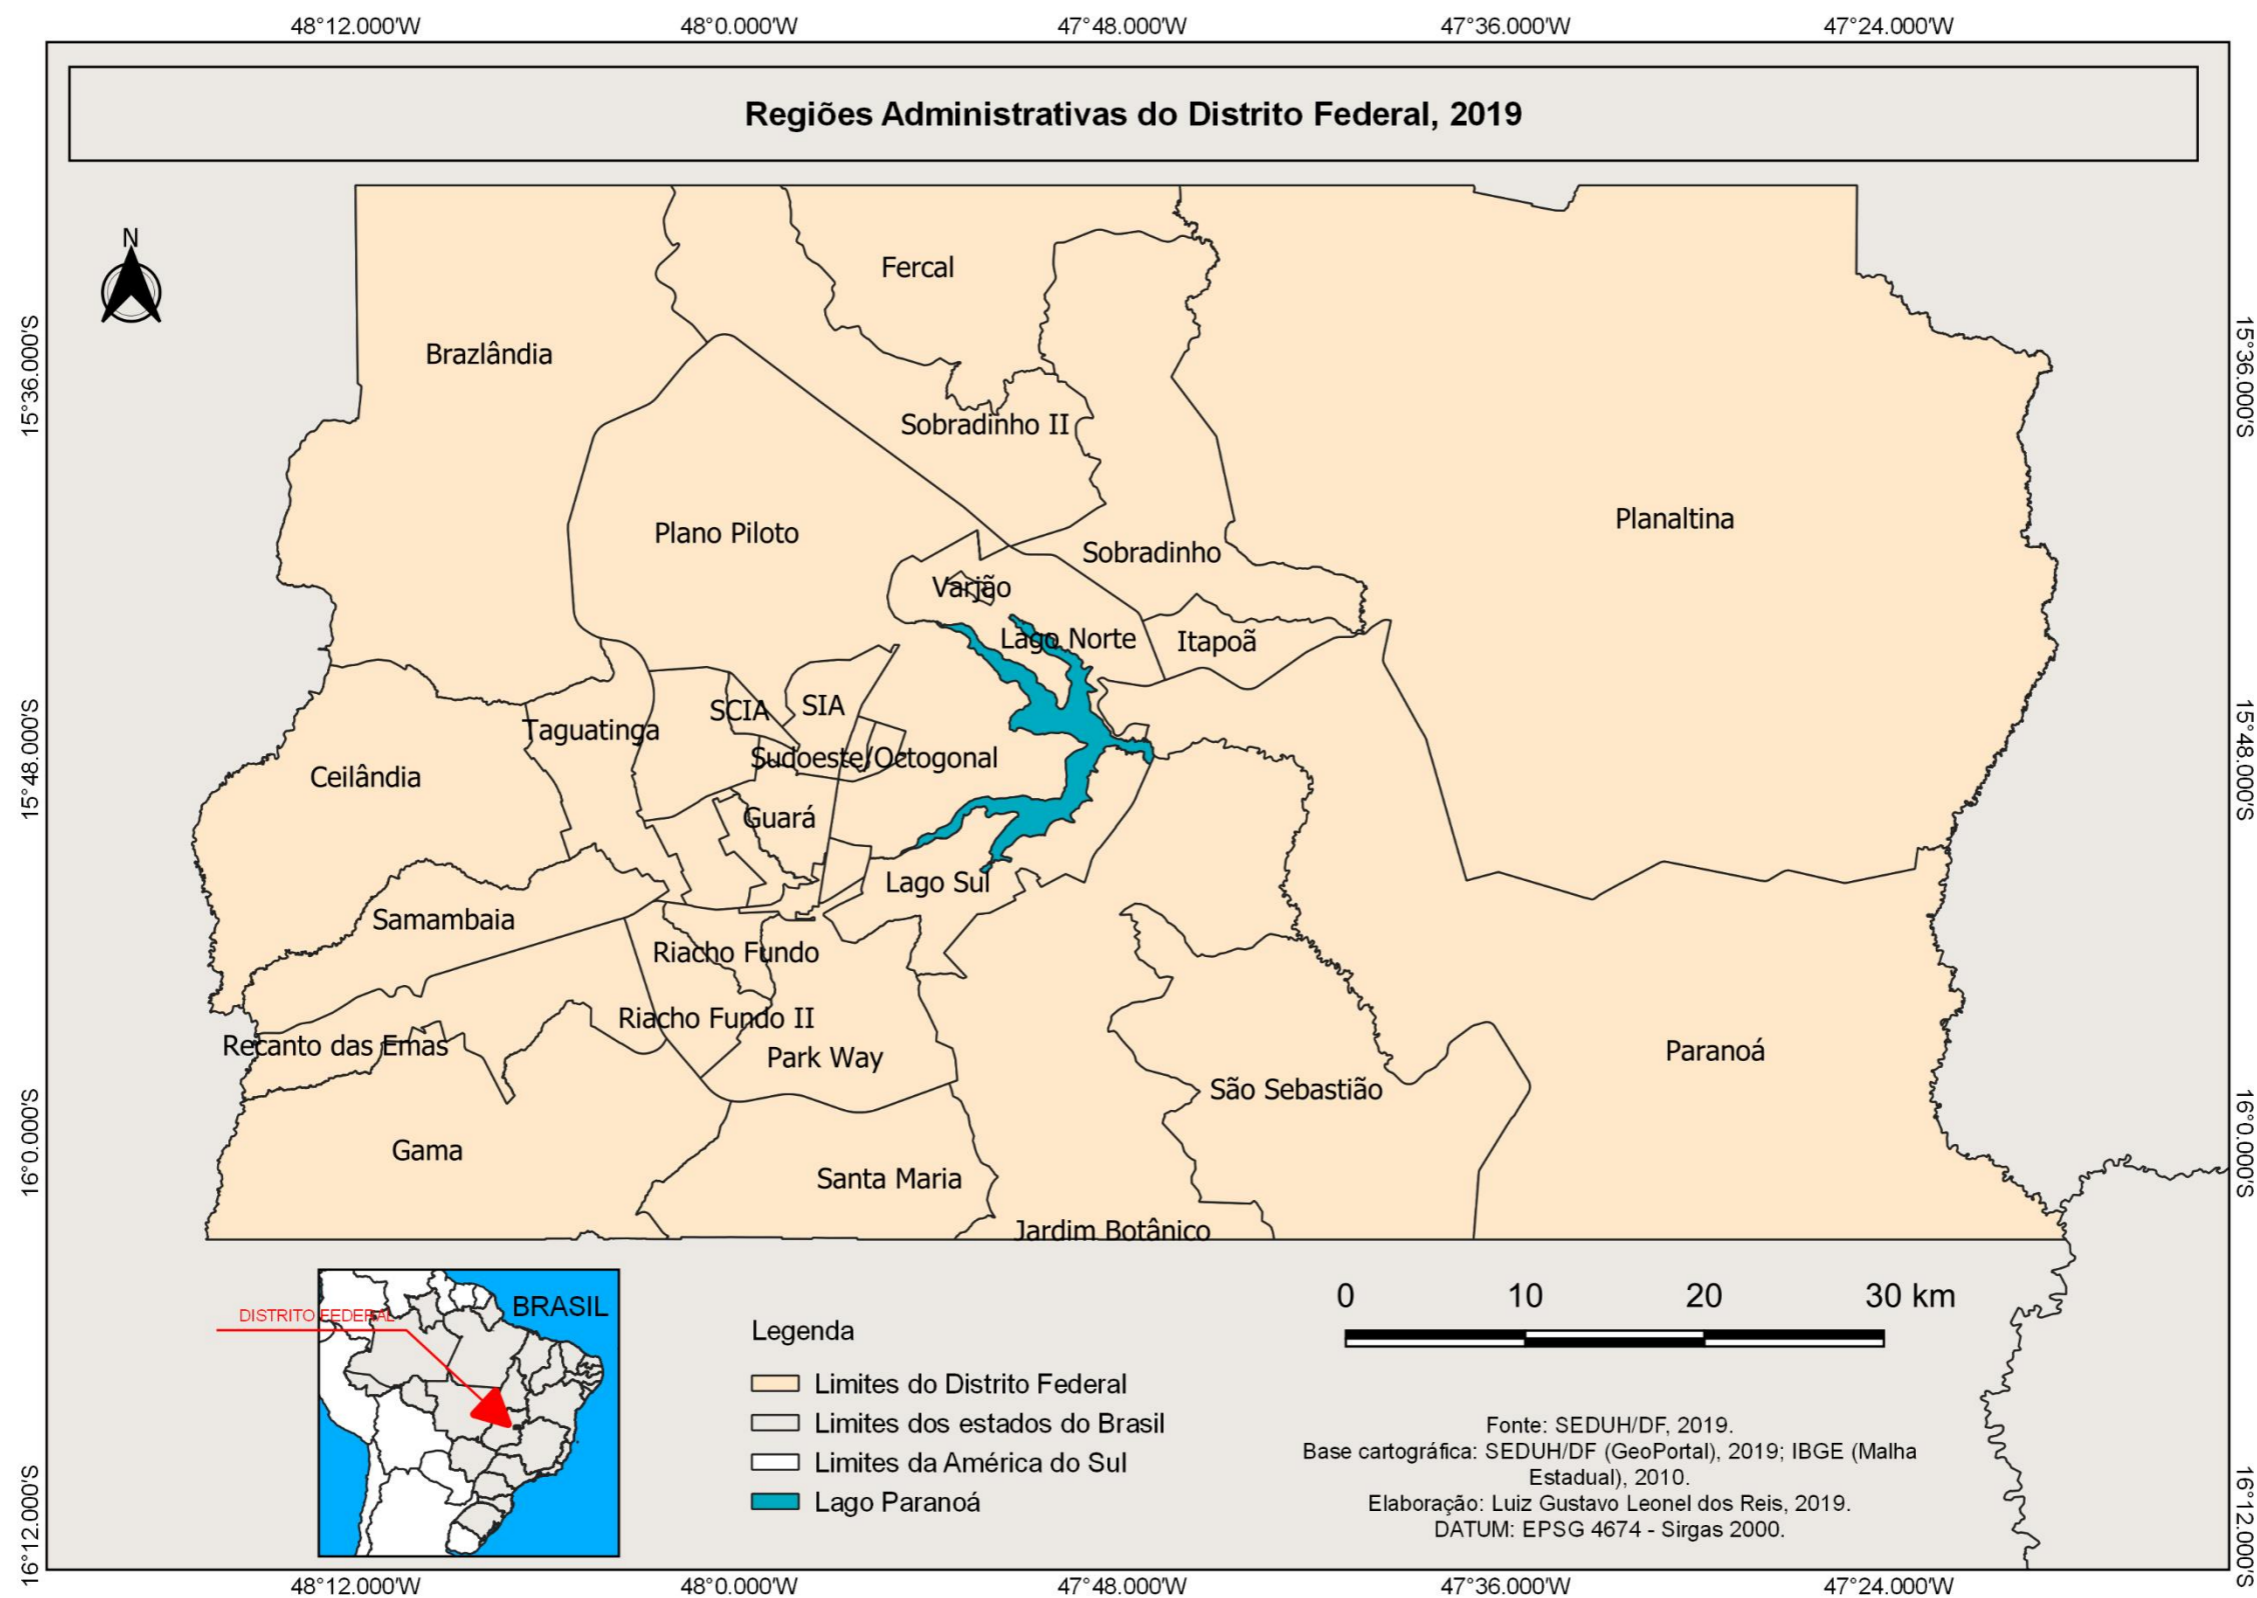 48°12.000'W 48°0.000'W 47°48.000'W 47°36.000'W 47°24.000'W
Regiões Administrativas do Distrito Federal, 2019
N
Fercal
15°36.000'S 15°36.000'S
Brazlândia
Sobradinho II
Planaltina
Plano Piloto
Sobradinho
Varjão
Lago Norte
Itapoã
SCIA
SIA
Taguatinga
15°48.000'S 15°48.000'S
Sudoeste/Octogonal
Ceilândia
Guará
Lago Sul
Samambaia
Riacho Fundo
Riacho Fundo II
Recanto das Emas
Park Way
Paranoá
São Sebastião
16°0.000'S 16°0.000'S
Gama
Santa Maria
Jardim Botânico
DISTRITO FEDERAL
BRASIL
0 10 20 30 km
Legenda
Limites do Distrito Federal
Limites dos estados do Brasil
Limites da América do Sul
Lago Paranoá
Fonte: SEDUH/DF, 2019.
Base cartográfica: SEDUH/DF (GeoPortal), 2019; IBGE (Malha
Estadual), 2010.
Elaboração: Luiz Gustavo Leonel dos Reis, 2019.
DATUM: EPSG 4674 - Sirgas 2000.
16°12.000'S 16°12.000'S
48°12.000'W 48°0.000'W 47°48.000'W 47°36.000'W 47°24.000'W